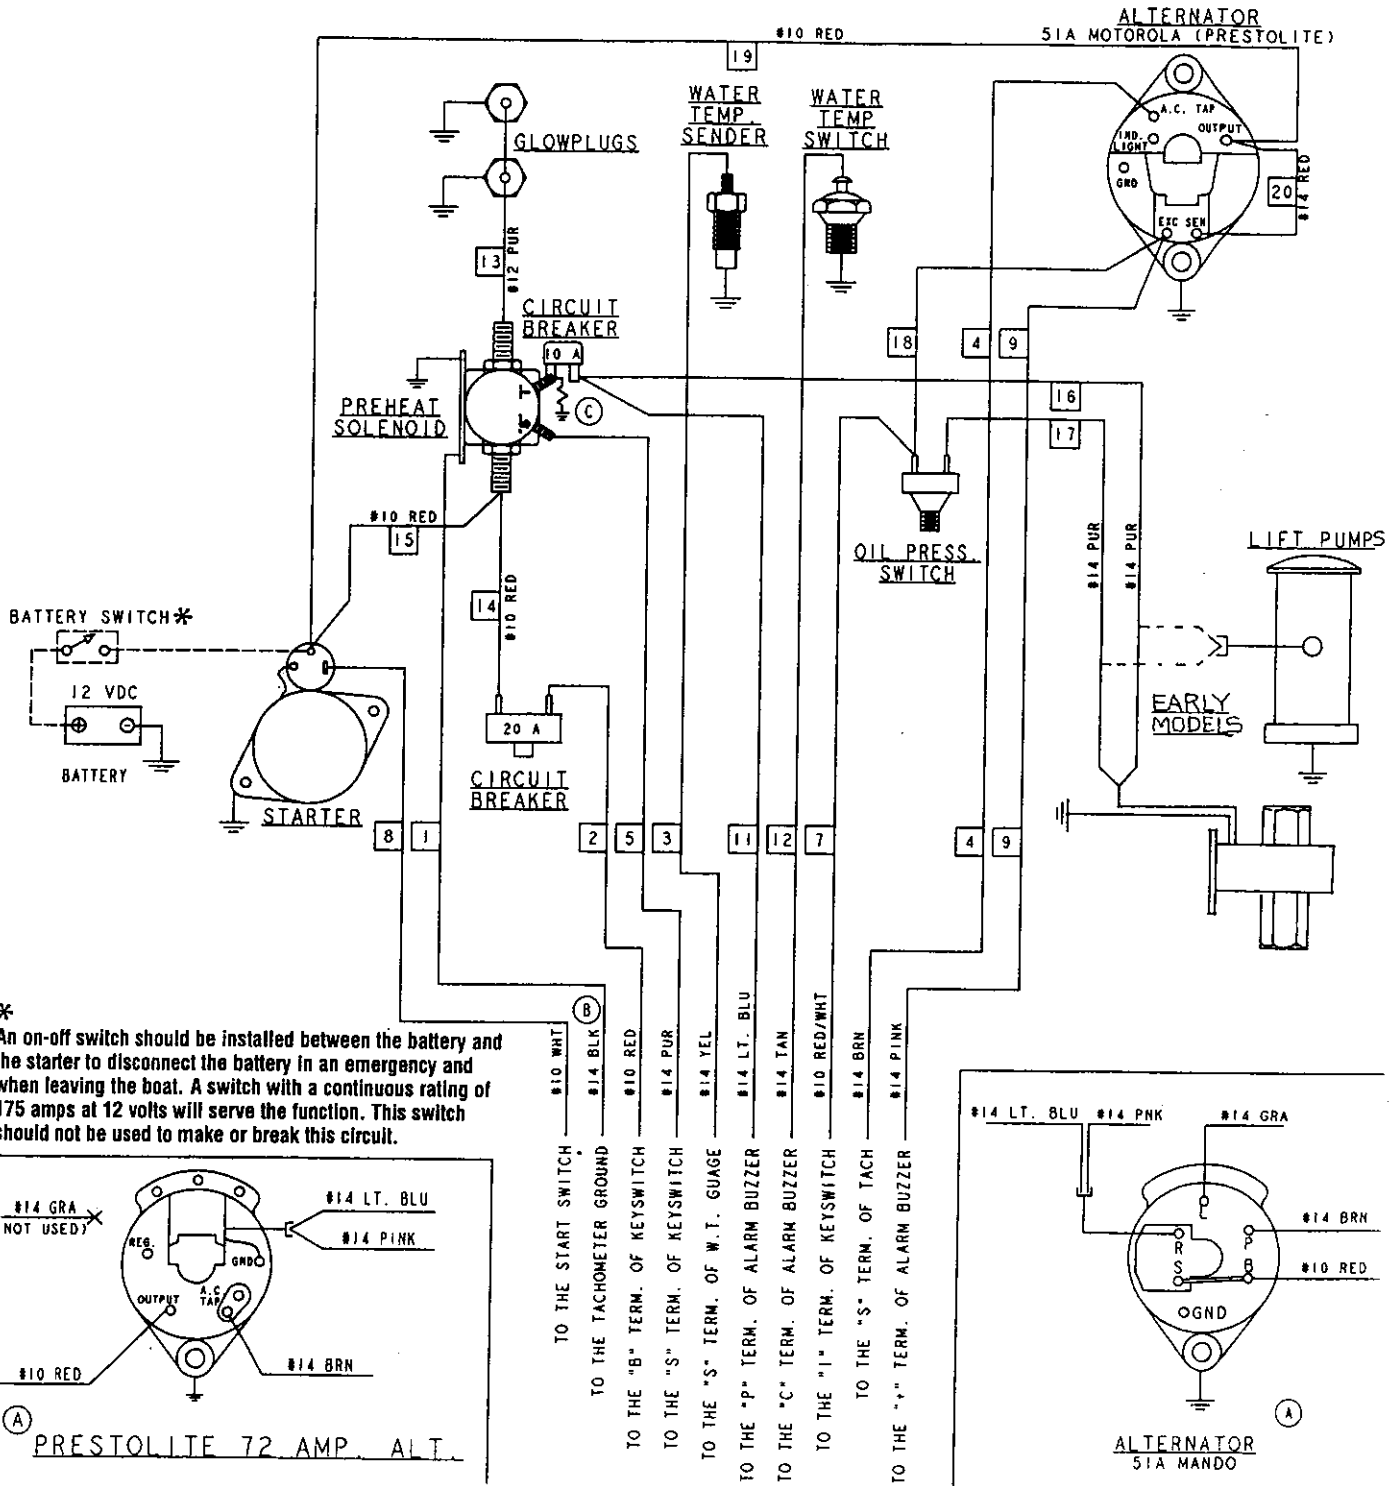 ALTERNATOR
51A MOTOROLA (PRESTOLITE)
#10 RED
19
WATER
TEMP.
SENDER
WATER
TEMP
SWITCH
A.C. TAP
OUTPUT
IND.
LIGHT
GRD
EXC SEN
20
#14 RED
GLOWPLUGS
13
#12 PUR
CIRCUIT
BREAKER
10 A
18
4
9
PREHEAT
SOLENOID
I
"S"
C
16
17
#10 RED
15
OIL PRESS.
SWITCH
#14 PUR
#14 PUR
LIFT PUMPS
14
#10 RED
BATTERY SWITCH*
12 VDC
+
-
BATTERY
20 A
CIRCUIT
BREAKER
EARLY
MODELS
STARTER
8
1
2
5
3
11
12
7
4
9
B
#10 WHT
#14 BLK
#10 RED
#14 PUR
#14 YEL
#14 LT. BLU
#14 TAN
#10 RED/WHT
#14 BRN
#14 PINK
TO THE START SWITCH
TO THE TACHOMETER GROUND
TO THE "B" TERM. OF KEYSWITCH
TO THE "S" TERM. OF KEYSWITCH
TO THE "S" TERM. OF W.T. GUAGE
TO THE "P" TERM. OF ALARM BUZZER
TO THE "C" TERM. OF ALARM BUZZER
TO THE "I" TERM. OF KEYSWITCH
TO THE "S" TERM. OF TACH
TO THE "+" TERM. OF ALARM BUZZER
*
An on-off switch should be installed between the battery and
the starter to disconnect the battery in an emergency and
when leaving the boat. A switch with a continuous rating of
175 amps at 12 volts will serve the function. This switch
should not be used to make or break this circuit.
#14 GRA
(NOT USED)
#14 LT. BLU
#14 PINK
REG.
GND
OUTPUT
A.C
TAP
#10 RED
#14 BRN
A
PRESTOLITE 72 AMP. ALT.
#14 LT. BLU
#14 PNK
#14 GRA
L
R
P
#14 BRN
S
B
#10 RED
GND
A
ALTERNATOR
51A MANDO